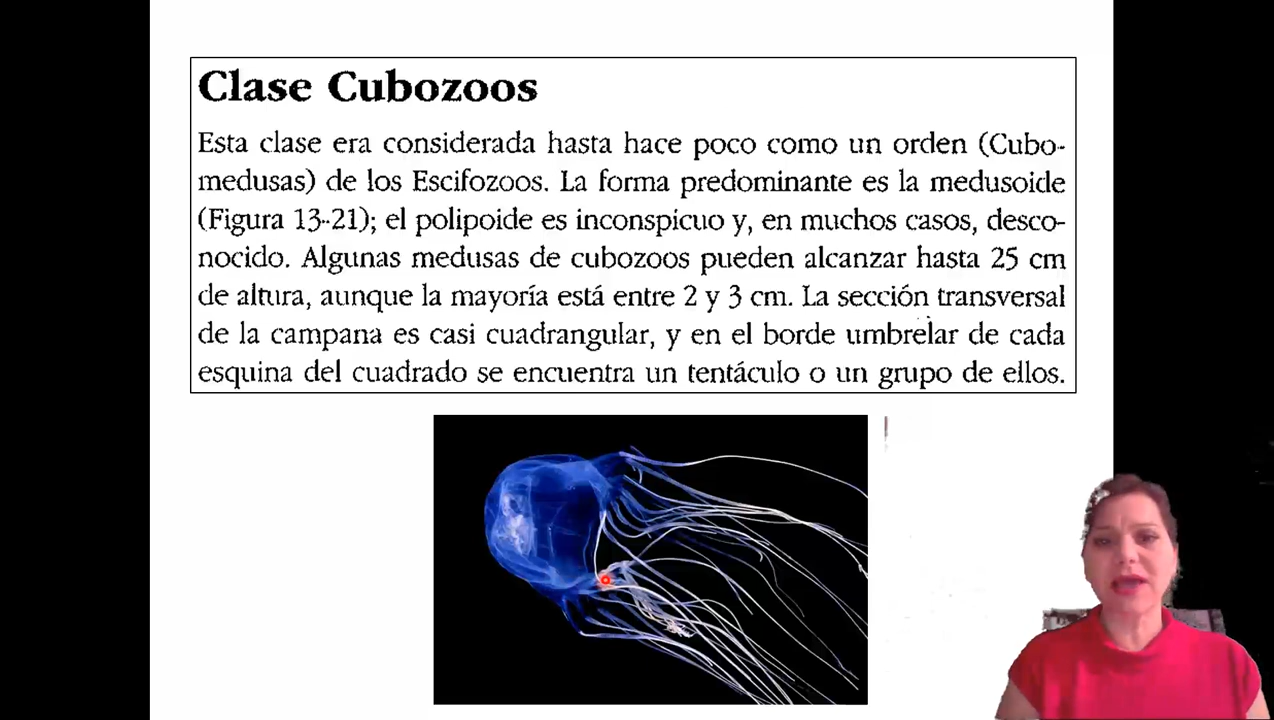 Clase Cubozoos
Esta clase era considerada hasta hace poco como un orden (Cubo-
medusas) de los Escifozoos. La forma predominante es la medusoide
(Figura 13-21); el polipoide es inconspicuo y, en muchos casos, desco-
nocido. Algunas medusas de cubozoos pueden alcanzar hasta 25 cm
de altura, aunque la mayoría está entre 2 y 3 cm. La sección transversal
de la campana es casi cuadrangular, y en el borde umbrelar de cada
esquina del cuadrado se encuentra un tentáculo o un grupo de ellos.